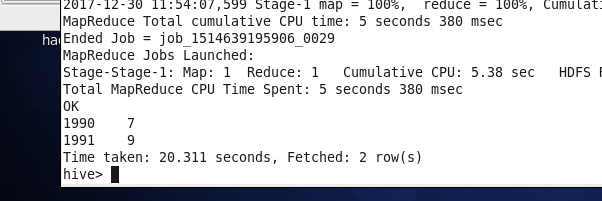 2017-12-30 11:54:07,599 Stage-1 map = 100%,  reduce = 100%, Cumulati
MapReduce Total cumulative CPU time: 5 seconds 380 msec
Ended Job = job_1514639195906_0029
MapReduce Jobs Launched:
Stage-Stage-1: Map: 1  Reduce: 1   Cumulative CPU: 5.38 sec   HDFS R
Total MapReduce CPU Time Spent: 5 seconds 380 msec
OK
1990    7
1991    9
Time taken: 20.311 seconds, Fetched: 2 row(s)
hive>